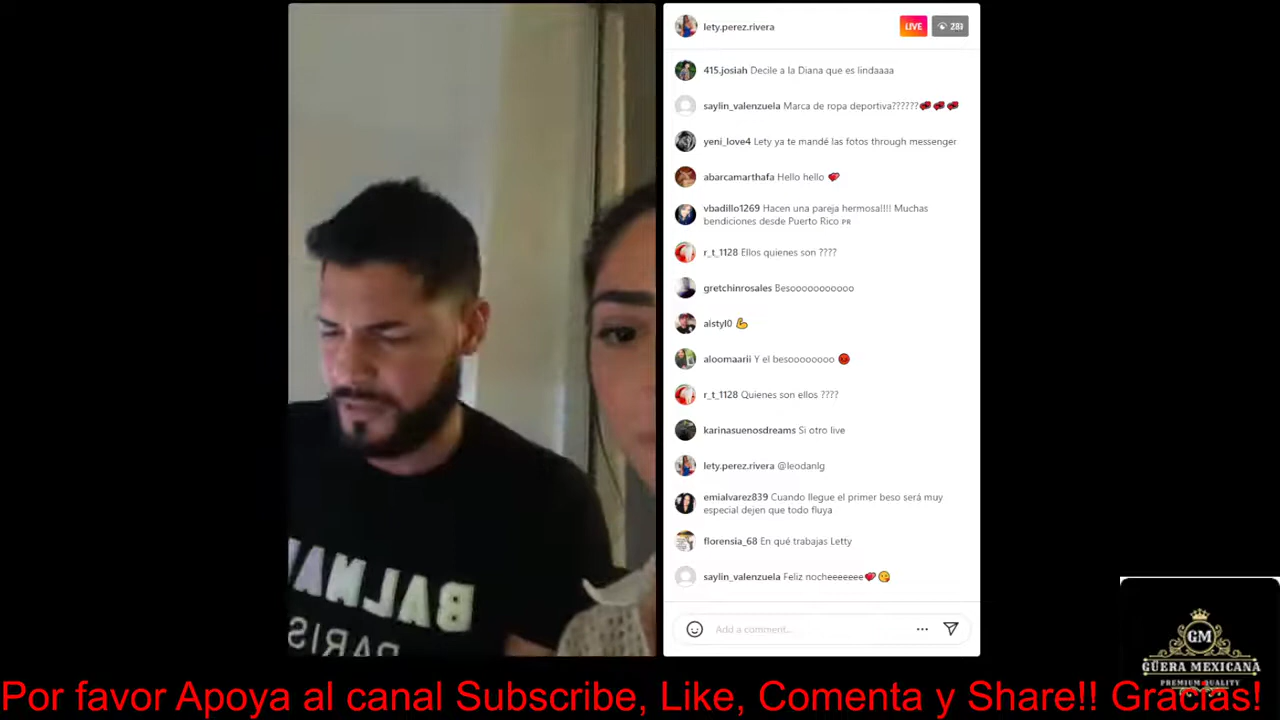 BALMAIN
PARIS
lety.perez.rivera
LIVE
415.josiah Decile a la Diana que es lindaaaa
saylin_valenzuela Marca de ropa deportiva??????
yeni_love4 Lety ya te mandé las fotos through messenger
abarcamarthafa Hello hello 💕
vbadillo1269 Hacen una pareja hermosa!!!! Muchas
bendiciones desde Puerto Rico PR
r_t_1128 Ellos quienes son ????
gretchinrosales Besooooooooooo
aistyl0 💪
aloomaarii Y el besoooooooo 😡
r_t_1128 Quienes son ellos ????
karinasuenosdreams Si otro live
lety.perez.rivera @leodanlg
emialvarez839 Cuando llegue el primer beso será muy
especial dejen que todo fluya
florensia_68 En qué trabajas Letty
saylin_valenzuela Feliz nocheeeeeee💕😘
Add a comment...
GM
GÜERA MEXICANA
PREMIUM QUALITY
Por favor Apoya al canal Subscribe, Like, Comenta y Share!! Gracias!